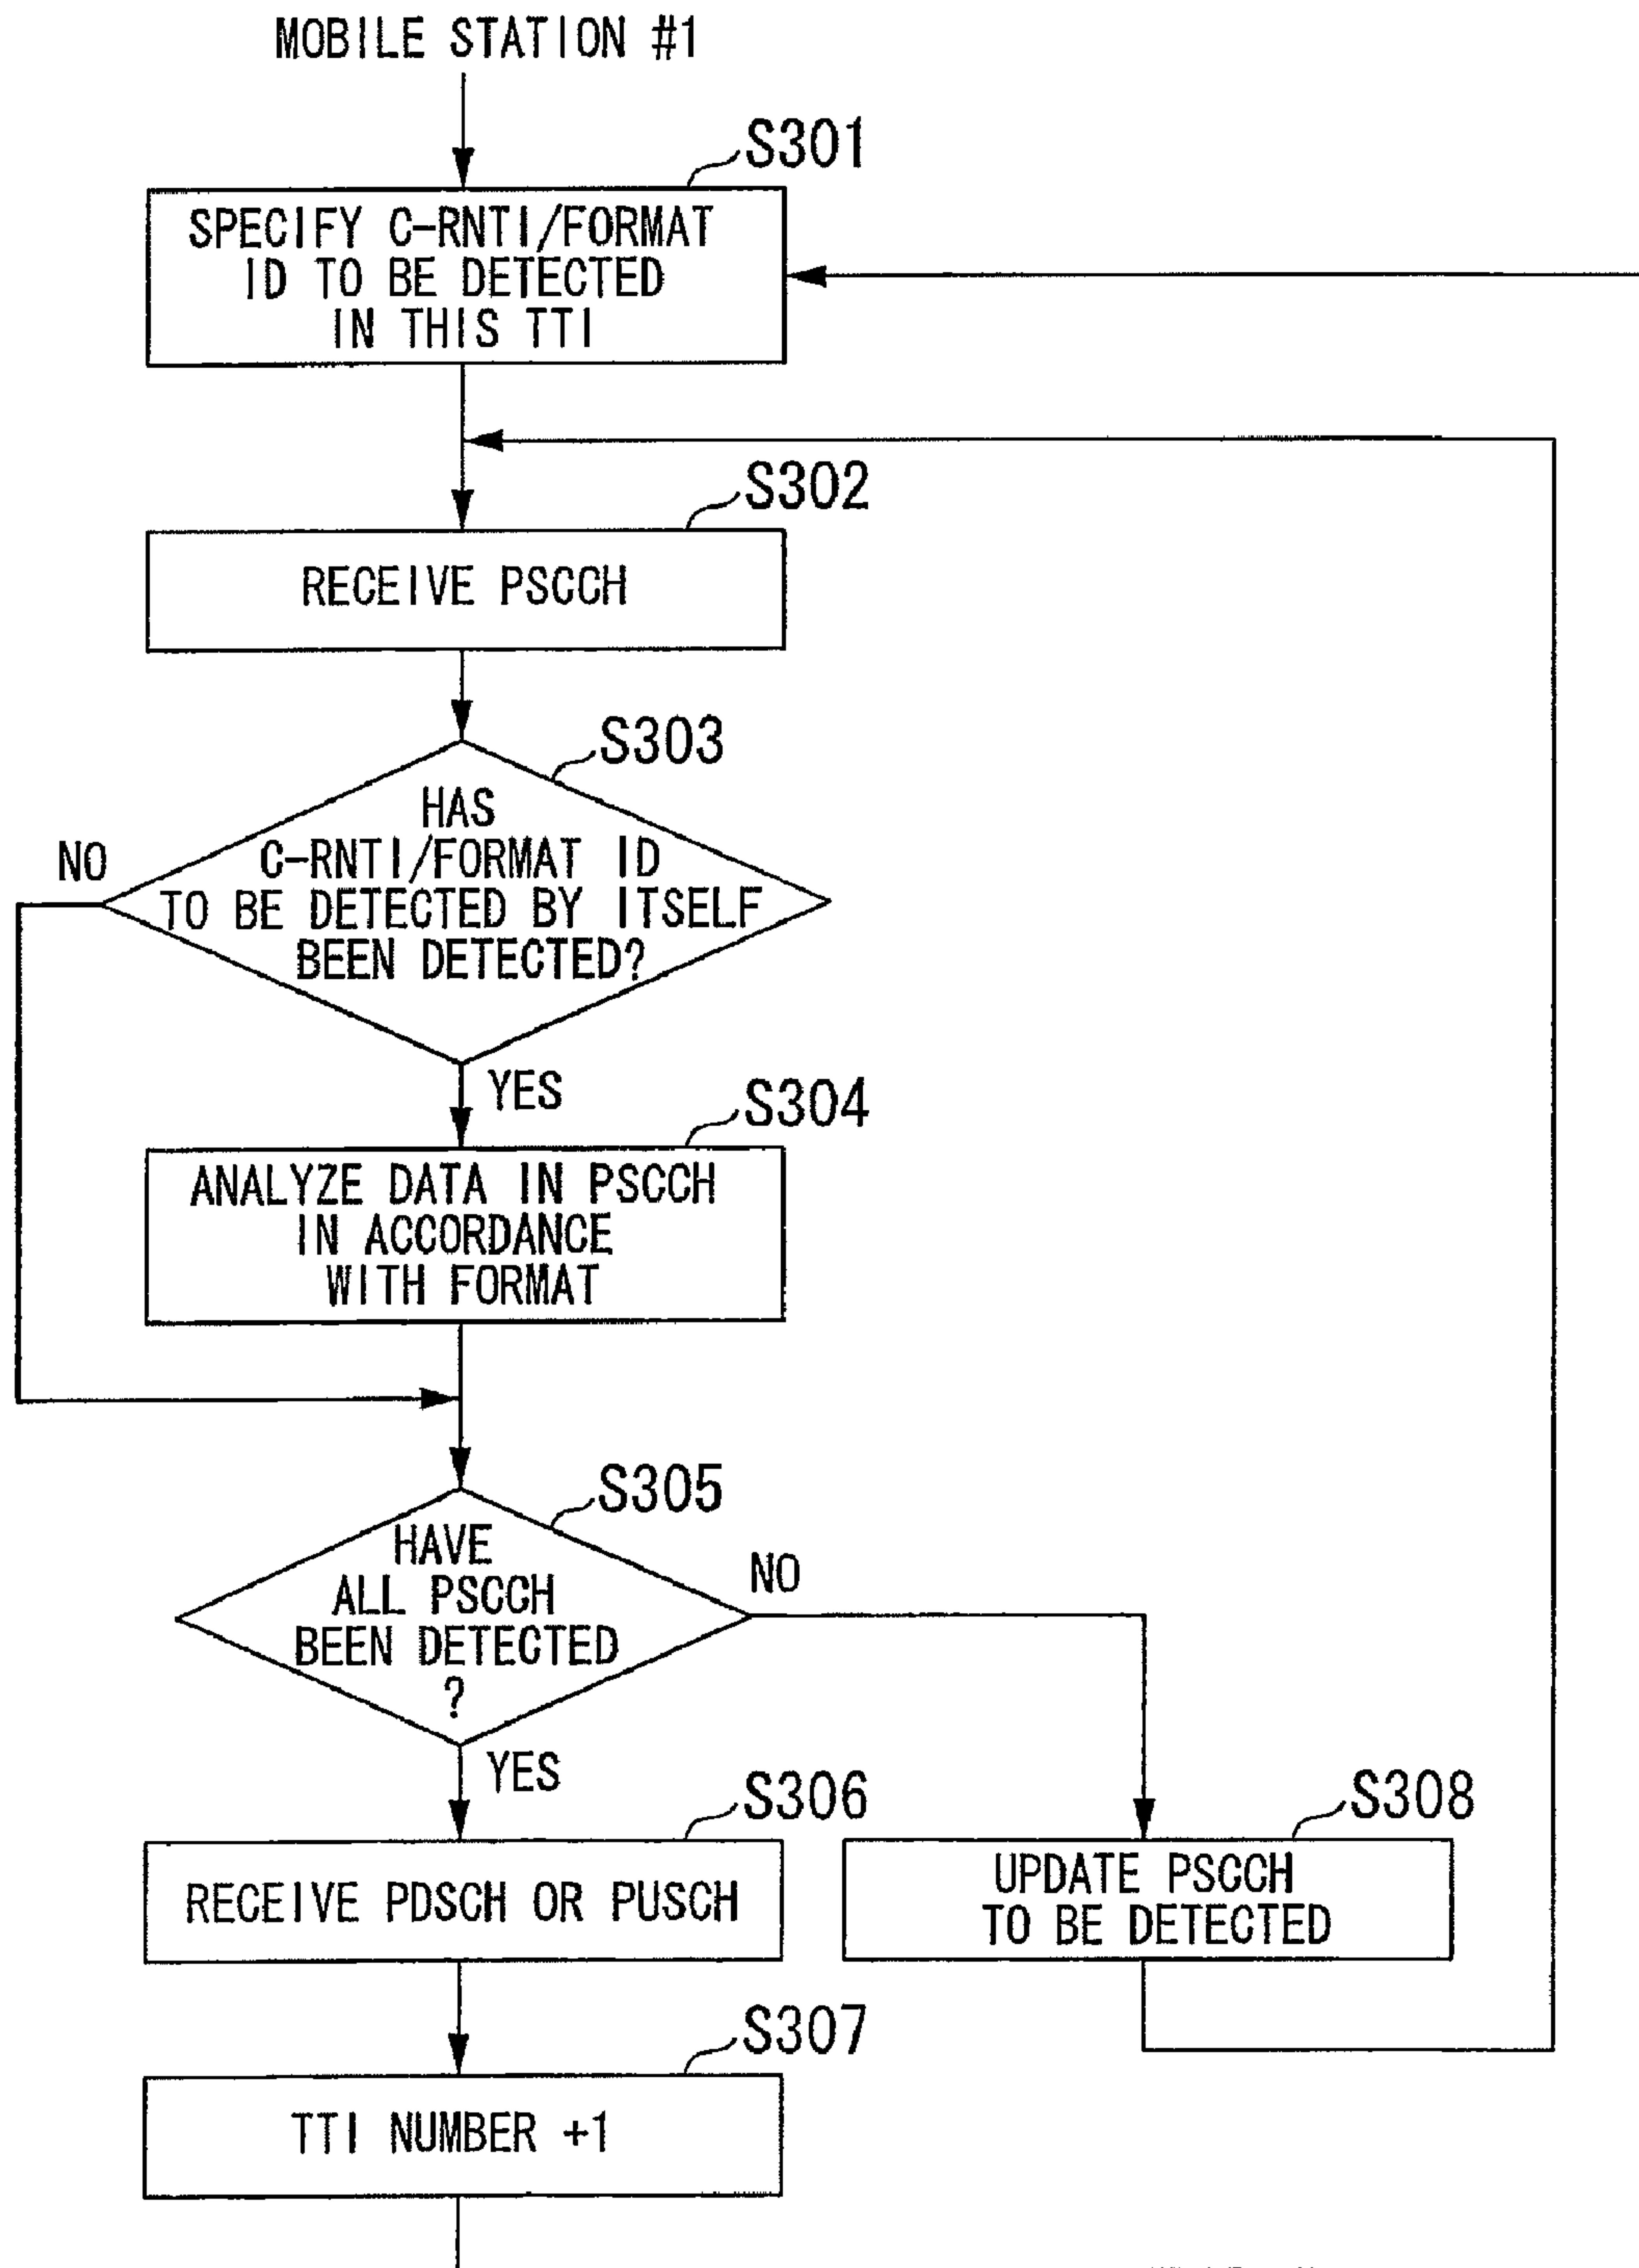 MOBILE STATION #1
S301
SPECIFY C-RNTI/FORMAT
ID TO BE DETECTED
IN THIS TTI
S302
RECEIVE PSCCH
S303
HAS
C-RNTI/FORMAT ID
TO BE DETECTED BY ITSELF
BEEN DETECTED?
NO
YES
S304
ANALYZE DATA IN PSCCH
IN ACCORDANCE
WITH FORMAT
S305
HAVE
ALL PSCCH
BEEN DETECTED
?
NO
YES
S306
RECEIVE PDSCH OR PUSCH
S308
UPDATE PSCCH
TO BE DETECTED
S307
TTI NUMBER +1